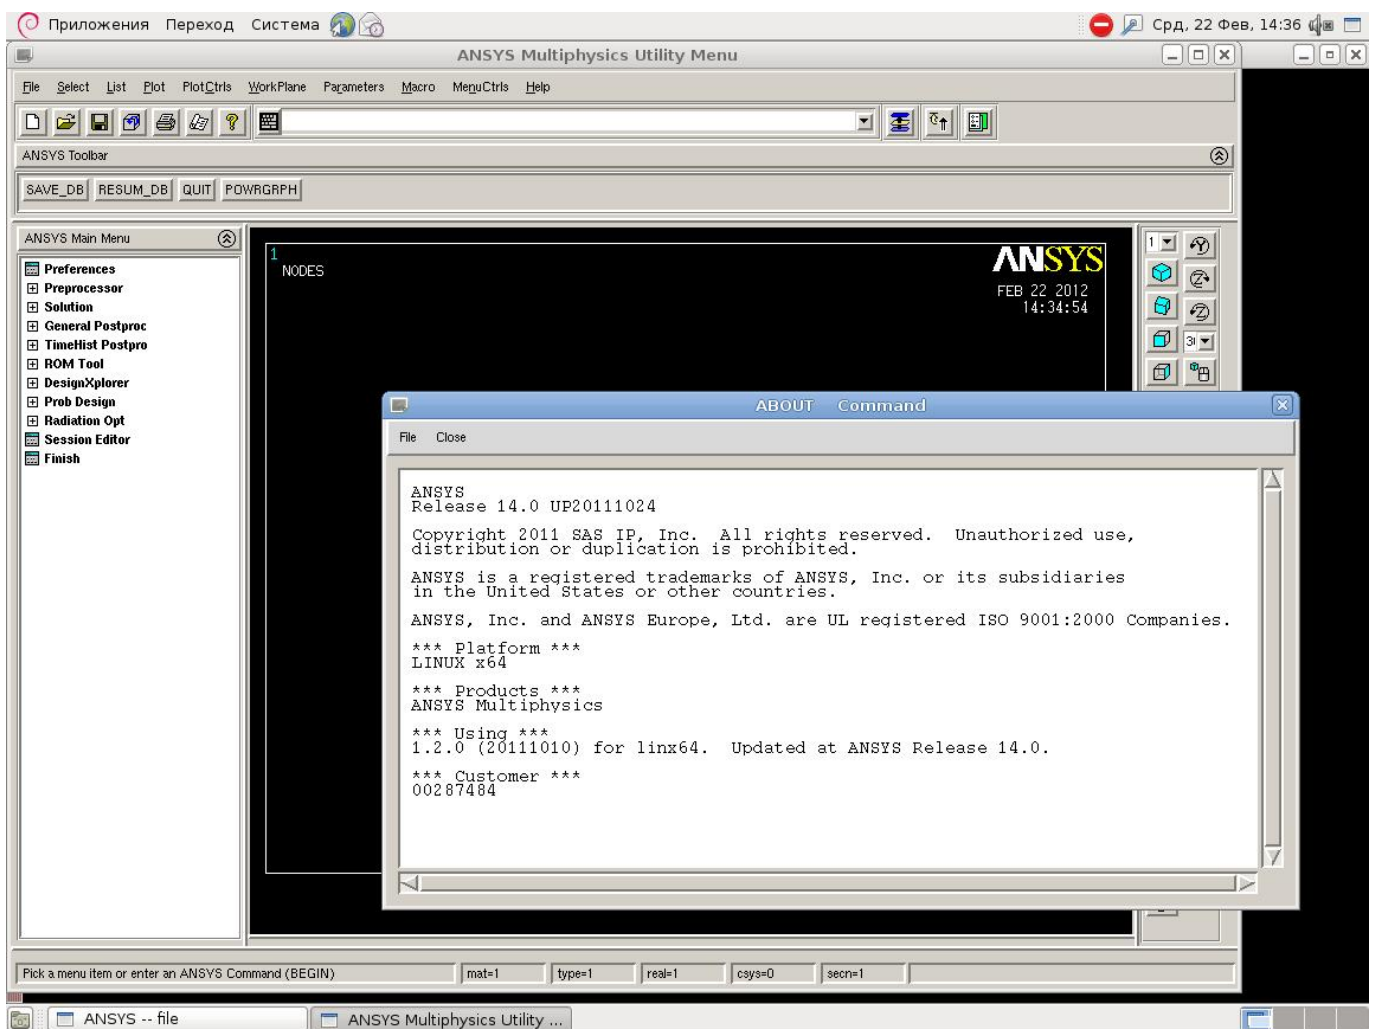 Приложения Переход Система
Срд, 22 Фев, 14:36
ANSYS Multiphysics Utility Menu
File Select List Plot PlotCtrls WorkPlane Parameters Macro MenuCtrls Help
ANSYS Toolbar
SAVE_DB RESUM_DB QUIT POWRGRPH
ANSYS Main Menu
Preferences
Preprocessor
Solution
General Postproc
TimeHist Postpro
ROM Tool
DesignXplorer
Prob Design
Radiation Opt
Session Editor
Finish
1
NODES
ANSYS
FEB 22 2012
14:34:54
1
ABOUT Command
File Close
ANSYS
Release 14.0 UP20111024
Copyright 2011 SAS IP, Inc. All rights reserved. Unauthorized use,
distribution or duplication is prohibited.
ANSYS is a registered trademarks of ANSYS, Inc. or its subsidiaries
in the United States or other countries.
ANSYS, Inc. and ANSYS Europe, Ltd. are UL registered ISO 9001:2000 Companies.
*** Platform ***
LINUX x64
*** Products ***
ANSYS Multiphysics
*** Using ***
1.2.0 (20111010) for linx64. Updated at ANSYS Release 14.0.
*** Customer ***
00287484
Pick a menu item or enter an ANSYS Command (BEGIN)
mat=1 type=1 real=1 csys=0 secn=1
ANSYS -- file
ANSYS Multiphysics Utility ...